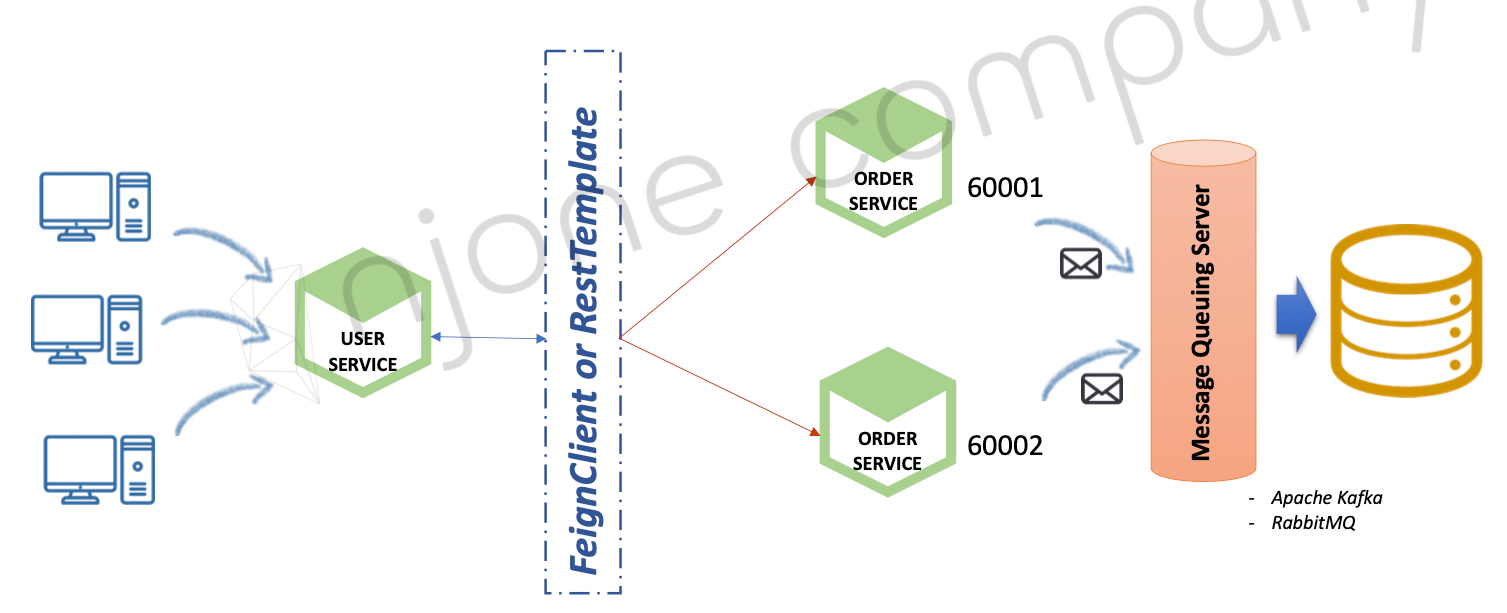 njone company
USER
SERVICE
FeignClient or RestTemplate
ORDER
SERVICE
60001
ORDER
SERVICE
60002
Message Queuing Server
- Apache Kafka
- RabbitMQ